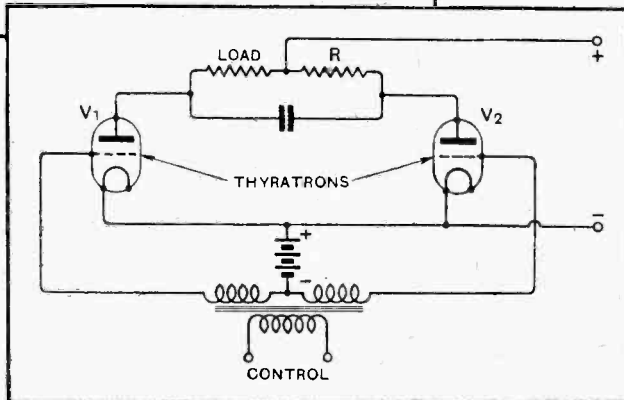 LOAD R
+
V1 V2
THYRATRONS
–
+
–
CONTROL